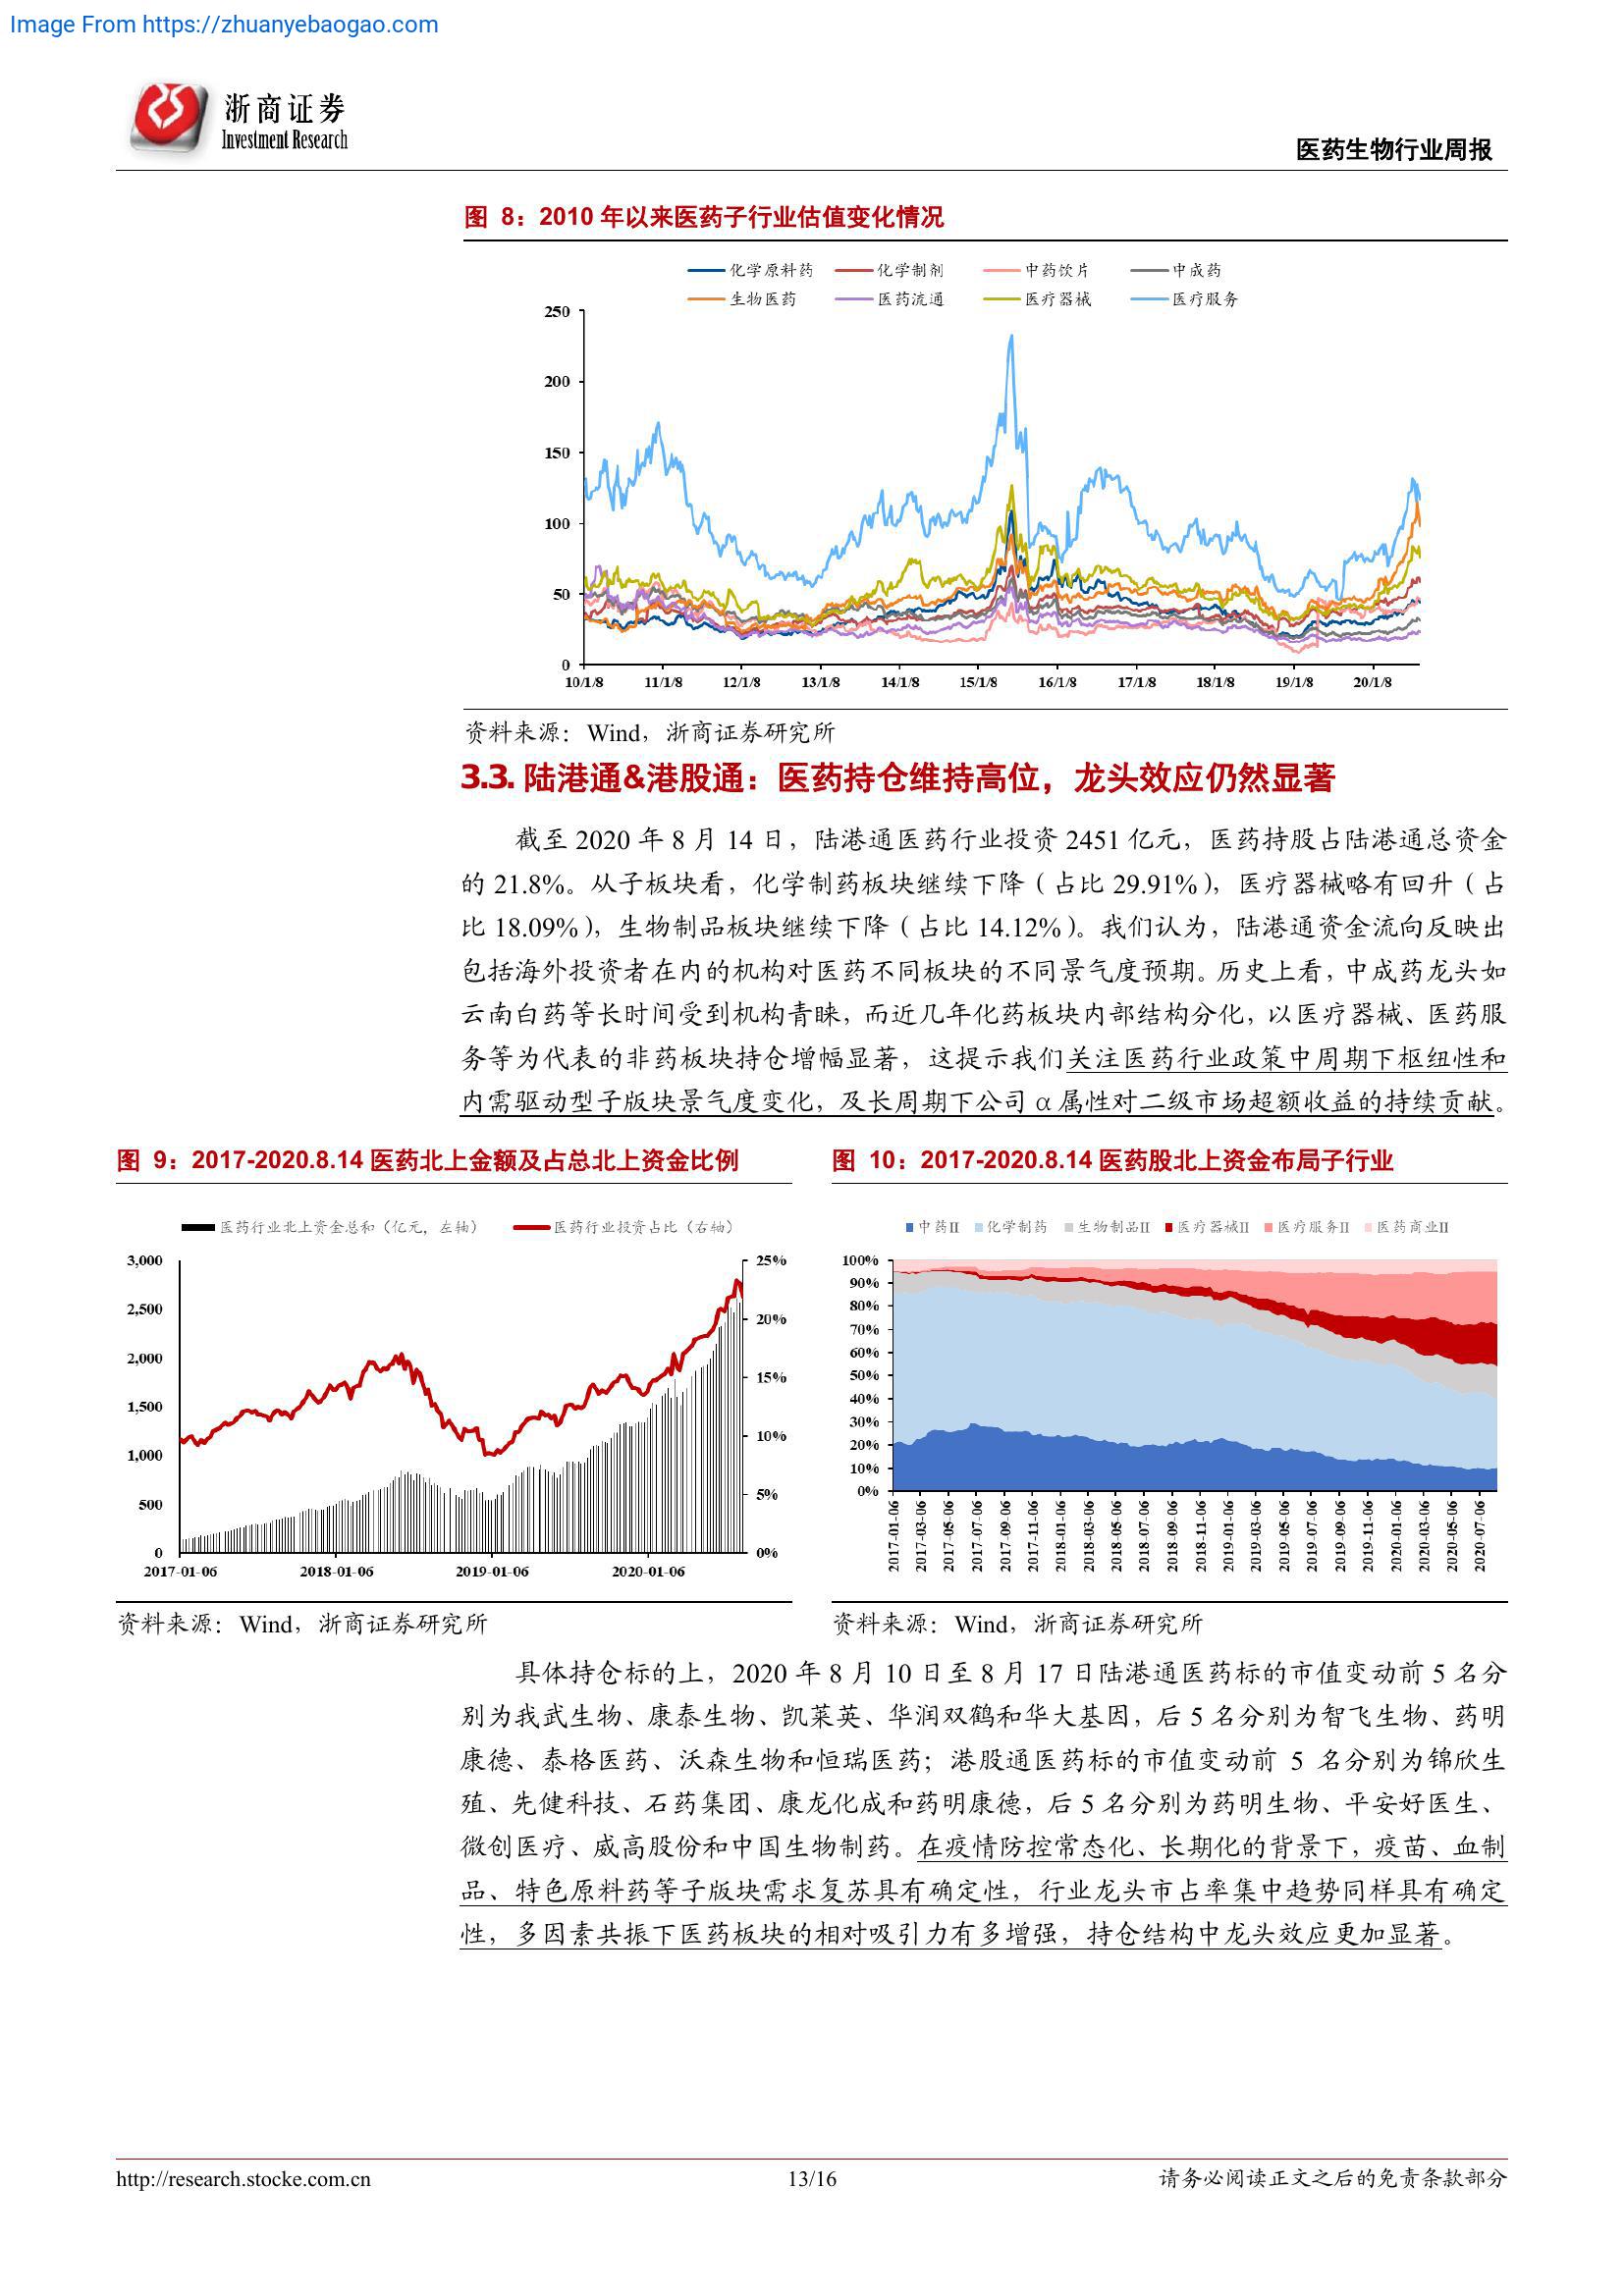 Image From https://zhuanyebaogao.com
浙商证券
Investment Research
医药生物行业周报
图 8：2010 年以来医药子行业估值变化情况
化学原料药 化学制剂 中药饮片 中成药
生物医药 医药流通 医疗器械 医疗服务
250
200
150
100
50
0
10/1/8 11/1/8 12/1/8 13/1/8 14/1/8 15/1/8 16/1/8 17/1/8 18/1/8 19/1/8 20/1/8
资料来源：Wind，浙商证券研究所
3.3. 陆港通&港股通：医药持仓维持高位，龙头效应仍然显著
截至 2020 年 8 月 14 日，陆港通医药行业投资 2451 亿元，医药持股占陆港通总资金
的 21.8%。从子板块看，化学制药板块继续下降（占比 29.91%），医疗器械略有回升（占
比 18.09%），生物制品板块继续下降（占比 14.12%）。我们认为，陆港通资金流向反映出
包括海外投资者在内的机构对医药不同板块的不同景气度预期。历史上看，中成药龙头如
云南白药等长时间受到机构青睐，而近几年化药板块内部结构分化，以医疗器械、医药服
务等为代表的非药板块持仓增幅显著，这提示我们关注医药行业政策中周期下枢纽性和
内需驱动型子版块景气度变化，及长周期下公司 α 属性对二级市场超额收益的持续贡献。
图 9：2017-2020.8.14 医药北上金额及占总北上资金比例
医药行业北上资金总和（亿元，左轴） 医药行业投资占比（右轴）
3,000
2,500
2,000
1,500
1,000
500
0
25%
20%
15%
10%
5%
0%
2017-01-06 2018-01-06 2019-01-06 2020-01-06
资料来源：Wind，浙商证券研究所
图 10：2017-2020.8.14 医药股北上资金布局子行业
中药II 化学制药 生物制品II 医疗器械II 医疗服务II 医药商业II
100%
90%
80%
70%
60%
50%
40%
30%
20%
10%
0%
2017-01-06
2017-03-06
2017-05-06
2017-07-06
2017-09-06
2017-11-06
2018-01-06
2018-03-06
2018-05-06
2018-07-06
2018-09-06
2018-11-06
2019-01-06
2019-03-06
2019-05-06
2019-07-06
2019-09-06
2019-11-06
2020-01-06
2020-03-06
2020-05-06
2020-07-06
资料来源：Wind，浙商证券研究所
具体持仓标的上，2020 年 8 月 10 日至 8 月 17 日陆港通医药标的市值变动前 5 名分
别为我武生物、康泰生物、凯莱英、华润双鹤和华大基因，后 5 名分别为智飞生物、药明
康德、泰格医药、沃森生物和恒瑞医药；港股通医药标的市值变动前 5 名分别为锦欣生
殖、先健科技、石药集团、康龙化成和药明康德，后 5 名分别为药明生物、平安好医生、
微创医疗、威高股份和中国生物制药。在疫情防控常态化、长期化的背景下，疫苗、血制
品、特色原料药等子版块需求复苏具有确定性，行业龙头市占率集中趋势同样具有确定
性，多因素共振下医药板块的相对吸引力有多增强，持仓结构中龙头效应更加显著。
http://research.stocke.com.cn
13/16
请务必阅读正文之后的免责条款部分